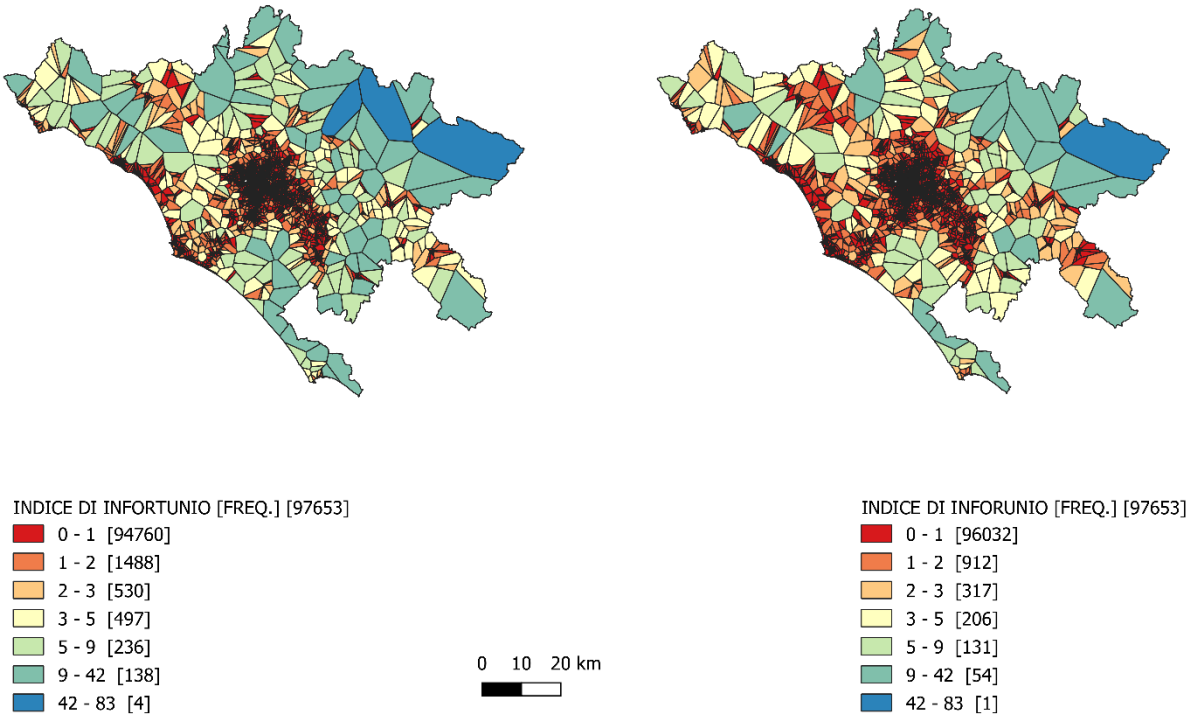 INDICE DI INFORTUNIO [FREQ.] [97653]
0 - 1 [94760]
1 - 2 [1488]
2 - 3 [530]
3 - 5 [497]
5 - 9 [236]
9 - 42 [138]
42 - 83 [4]
0 10 20 km
INDICE DI INFORUNIO [FREQ.] [97653]
0 - 1 [96032]
1 - 2 [912]
2 - 3 [317]
3 - 5 [206]
5 - 9 [131]
9 - 42 [54]
42 - 83 [1]